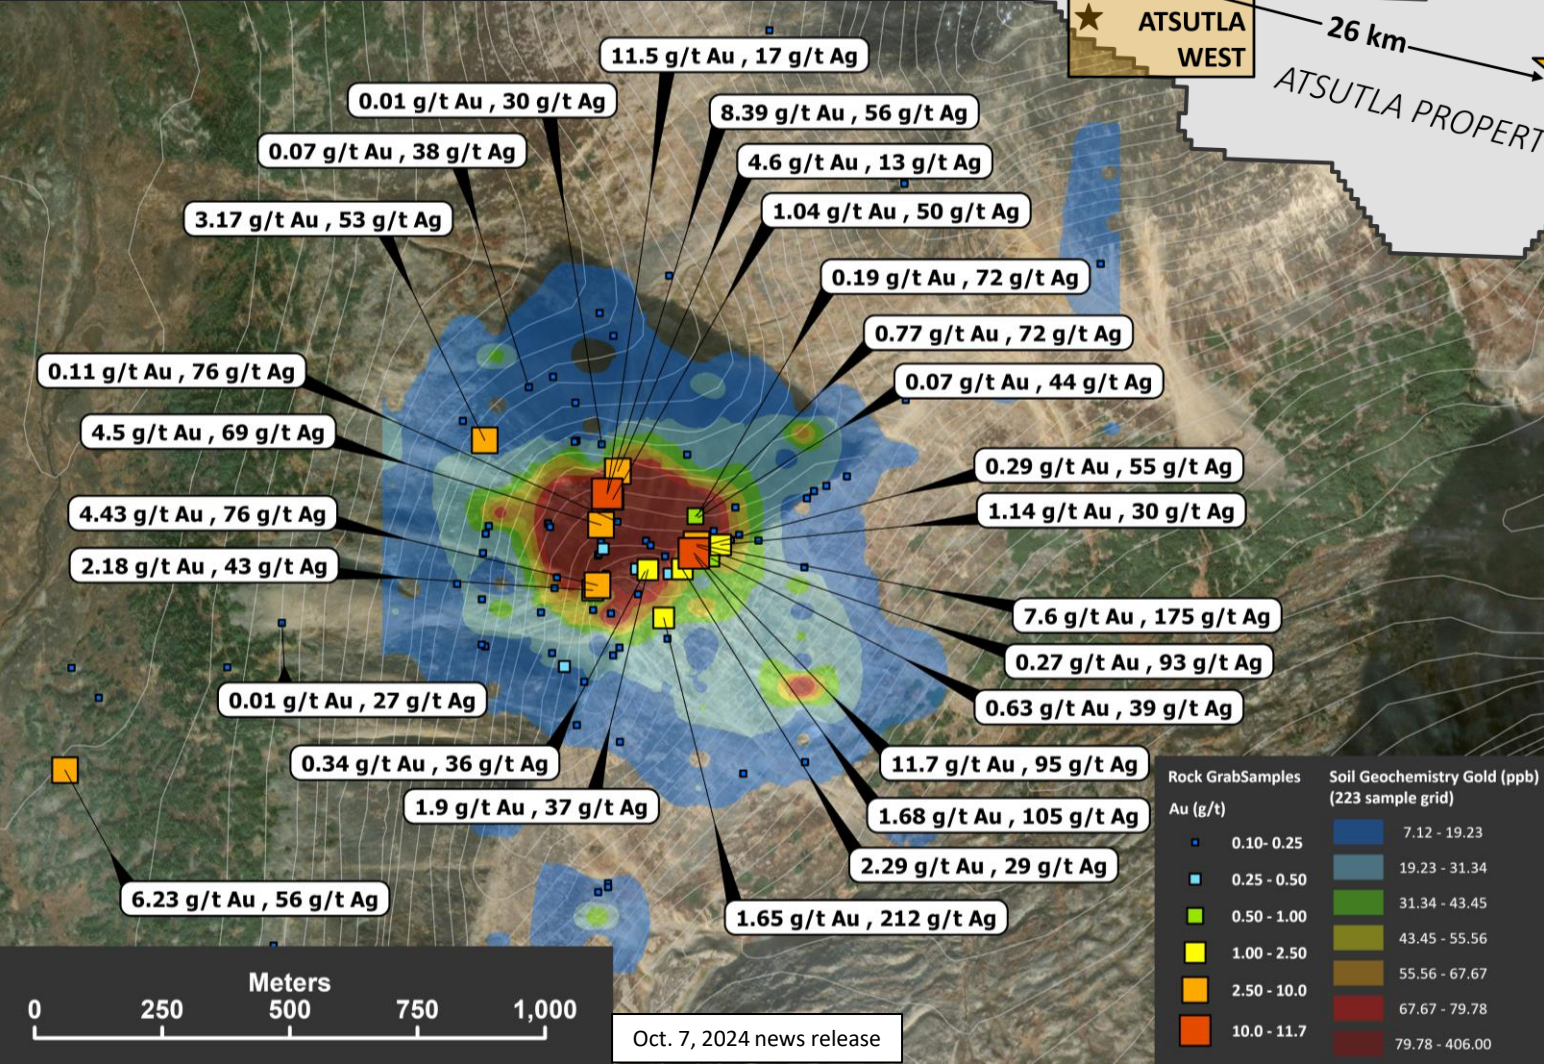 ATSUTLA
WEST
26 km
ATSUTLA PROPERT
11.5 g/t Au , 17 g/t Ag
0.01 g/t Au , 30 g/t Ag
8.39 g/t Au , 56 g/t Ag
0.07 g/t Au , 38 g/t Ag
4.6 g/t Au , 13 g/t Ag
3.17 g/t Au , 53 g/t Ag
1.04 g/t Au , 50 g/t Ag
0.19 g/t Au , 72 g/t Ag
0.77 g/t Au , 72 g/t Ag
0.11 g/t Au , 76 g/t Ag
0.07 g/t Au , 44 g/t Ag
4.5 g/t Au , 69 g/t Ag
0.29 g/t Au , 55 g/t Ag
4.43 g/t Au , 76 g/t Ag
1.14 g/t Au , 30 g/t Ag
2.18 g/t Au , 43 g/t Ag
7.6 g/t Au , 175 g/t Ag
0.27 g/t Au , 93 g/t Ag
0.01 g/t Au , 27 g/t Ag
0.63 g/t Au , 39 g/t Ag
0.34 g/t Au , 36 g/t Ag
11.7 g/t Au , 95 g/t Ag
1.9 g/t Au , 37 g/t Ag
1.68 g/t Au , 105 g/t Ag
2.29 g/t Au , 29 g/t Ag
6.23 g/t Au , 56 g/t Ag
1.65 g/t Au , 212 g/t Ag
Meters
0 250 500 750 1,000
Oct. 7, 2024 news release
Rock GrabSamples
Au (g/t)
0.10- 0.25
0.25 - 0.50
0.50 - 1.00
1.00 - 2.50
2.50 - 10.0
10.0 - 11.7
Soil Geochemistry Gold (ppb)
(223 sample grid)
7.12 - 19.23
19.23 - 31.34
31.34 - 43.45
43.45 - 55.56
55.56 - 67.67
67.67 - 79.78
79.78 - 406.00